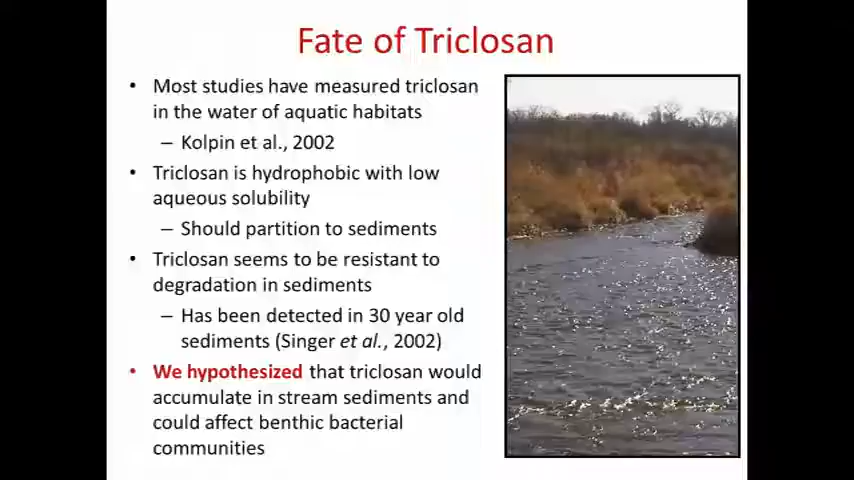 Fate of Triclosan
• Most studies have measured triclosan
in the water of aquatic habitats
– Kolpin et al., 2002
• Triclosan is hydrophobic with low
aqueous solubility
– Should partition to sediments
• Triclosan seems to be resistant to
degradation in sediments
– Has been detected in 30 year old
sediments (Singer et al., 2002)
• We hypothesized that triclosan would
accumulate in stream sediments and
could affect benthic bacterial
communities